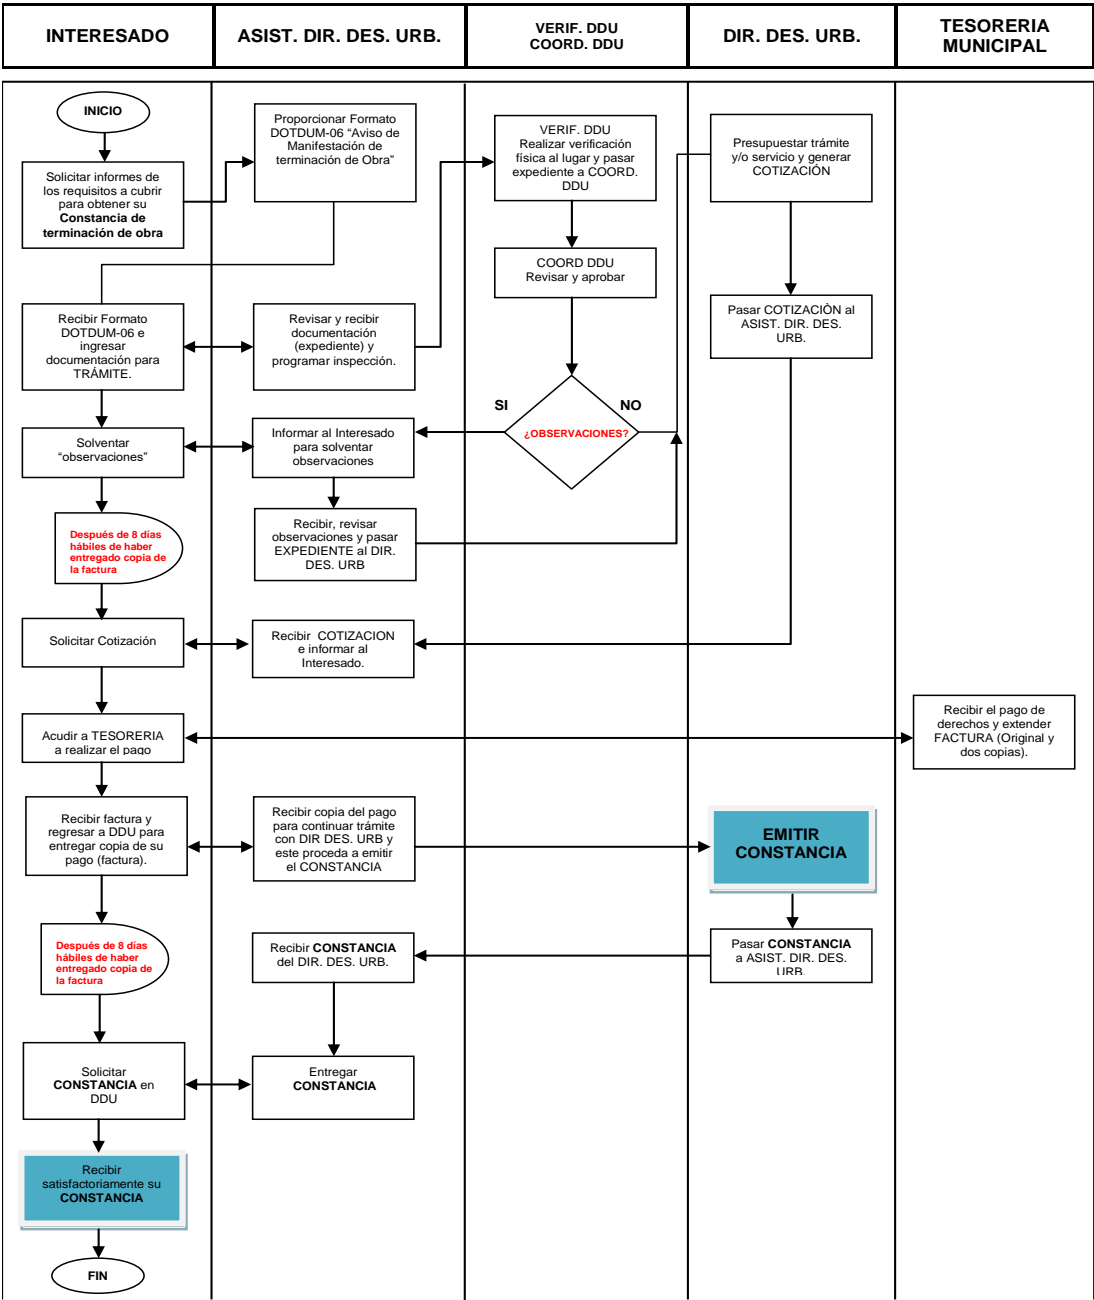 INTERESADO
ASIST. DIR. DES. URB.
VERIF. DDU
COORD. DDU
DIR. DES. URB.
TESORERIA
MUNICIPAL
INICIO
Solicitar informes de
los requisitos a cubrir
para obtener su
Constancia de
terminación de obra
Proporcionar Formato
DOTDUM-06 “Aviso de
Manifestación de
terminación de Obra”
VERIF. DDU
Realizar verificación
física al lugar y pasar
expediente a COORD.
DDU
Presupuestar trámite
y/o servicio y generar
COTIZACIÓN
COORD DDU
Revisar y aprobar
Pasar COTIZACIÒN al
ASIST. DIR. DES.
URB.
Recibir Formato
DOTDUM-06 e
ingresar
documentación para
TRÁMITE.
Revisar y recibir
documentación
(expediente) y
programar inspección.
SI
NO
¿OBSERVACIONES?
Solventar
“observaciones”
Informar al Interesado
para solventar
observaciones
Después de 8 días
hábiles de haber
entregado copia de
la factura
Recibir, revisar
observaciones y pasar
EXPEDIENTE al DIR.
DES. URB
Solicitar Cotización
Recibir COTIZACION
e informar al
Interesado.
Acudir a TESORERIA
a realizar el pago
Recibir el pago de
derechos y extender
FACTURA (Original y
dos copias).
Recibir factura y
regresar a DDU para
entregar copia de su
pago (factura).
Recibir copia del pago
para continuar trámite
con DIR DES. URB y
este proceda a emitir
el CONSTANCIA
EMITIR
CONSTANCIA
Después de 8 días
hábiles de haber
entregado copia de
la factura
Recibir CONSTANCIA
del DIR. DES. URB.
Pasar CONSTANCIA
a ASIST. DIR. DES.
URB.
Solicitar
CONSTANCIA en
DDU
Entregar
CONSTANCIA
Recibir
satisfactoriamente su
CONSTANCIA
FIN